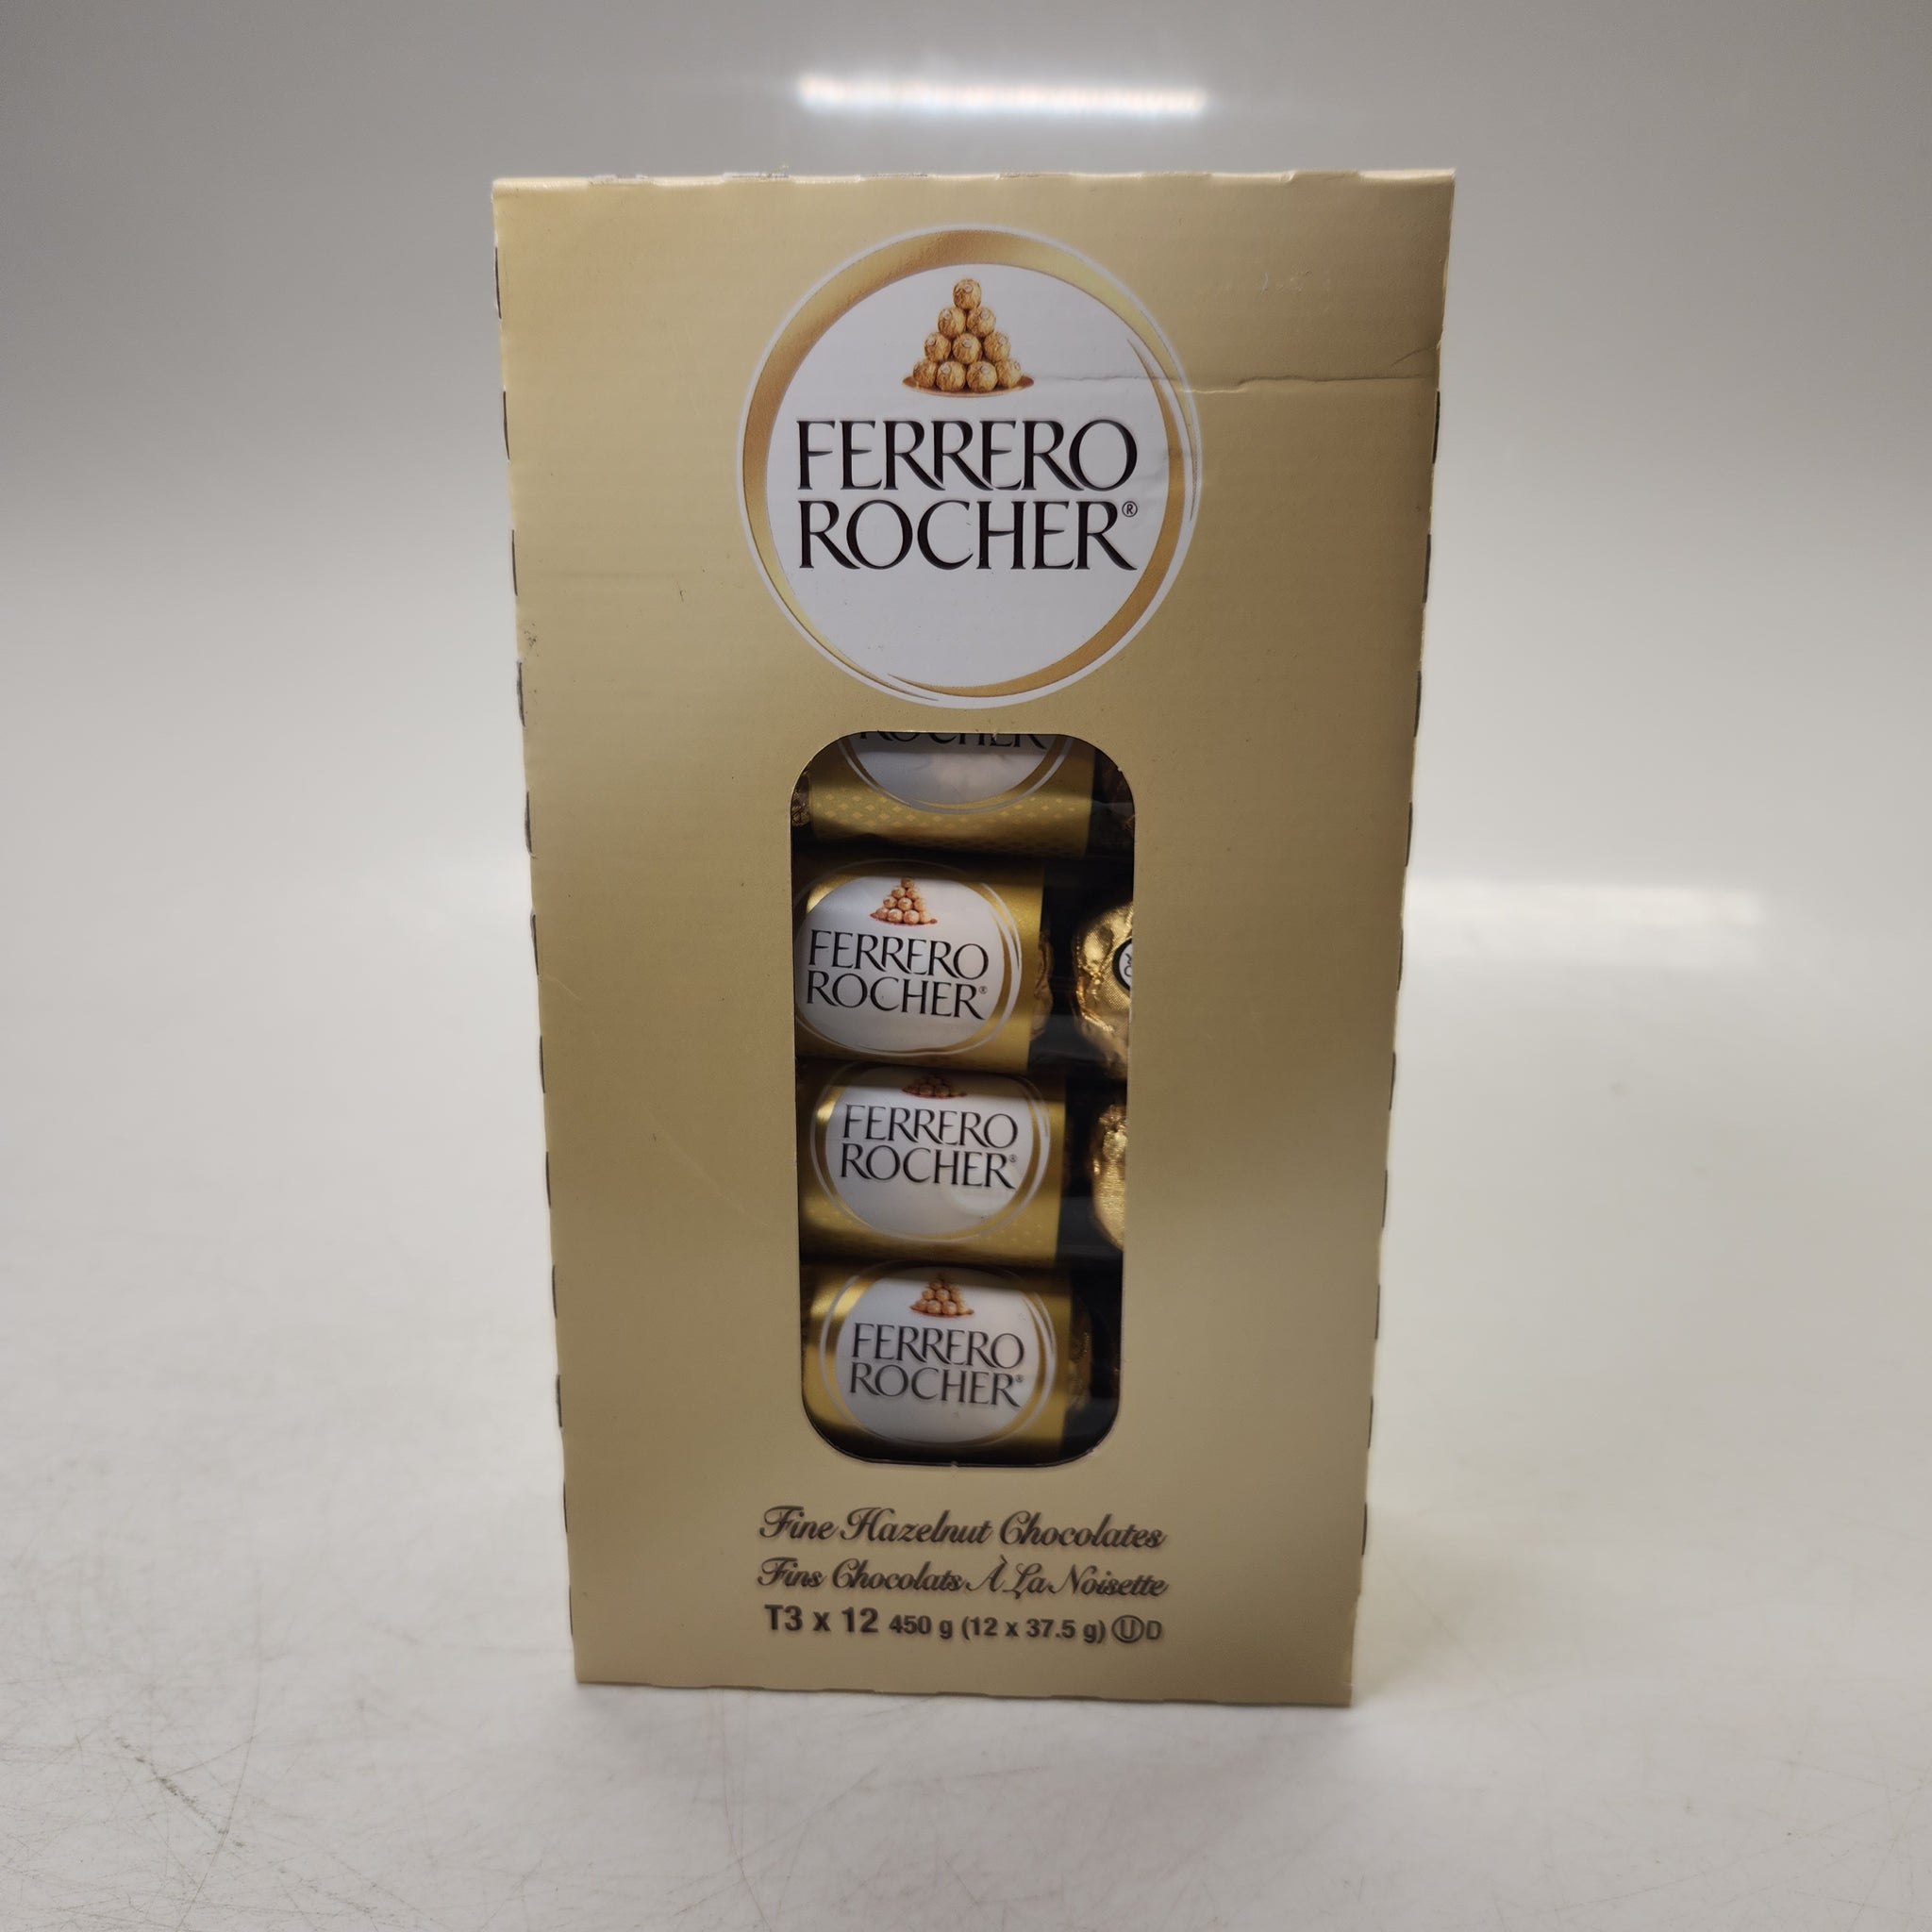 FERRERO
ROCHER®
ROCHER
FERRERO
ROCHER®
FERRERO
ROCHER®
FERRERO
ROCHER®
Fine Hazelnut Chocolates
Fins Chocolats À La Noisette
T3 x 12 450 g (12 x 37.5 g) ⓊD